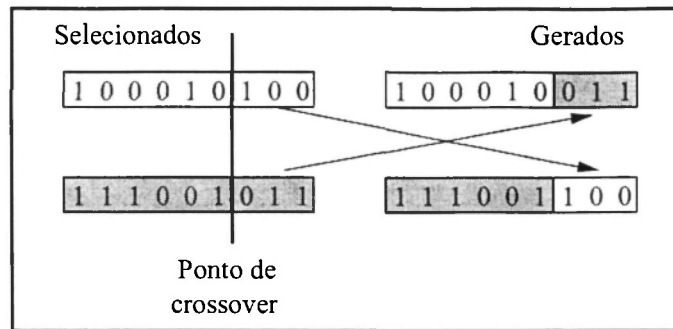 Selecionados Gerados
1 0 0 0 1 0 1 0 0 1 0 0 0 1 0 0 1 1
1 1 1 0 0 1 0 1 1 1 1 1 0 0 1 1 0 0
Ponto de
crossover